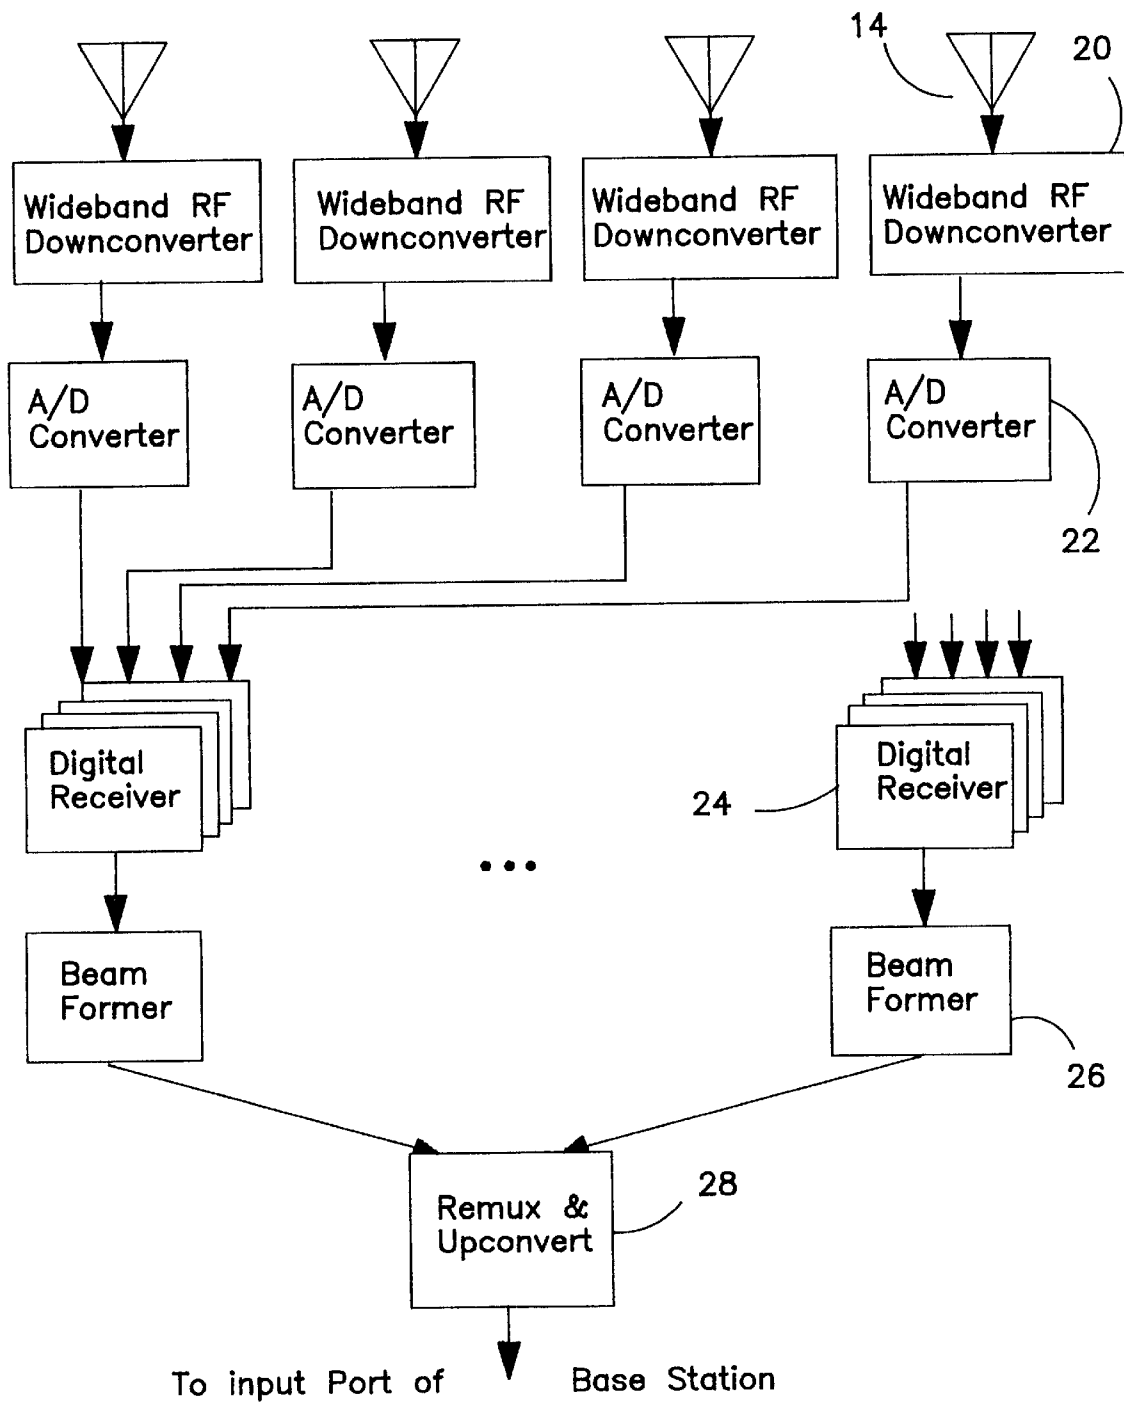 14
20
Wideband RF
Downconverter
Wideband RF
Downconverter
Wideband RF
Downconverter
Wideband RF
Downconverter
A/D
Converter
A/D
Converter
A/D
Converter
A/D
Converter
22
Digital
Receiver
24
Digital
Receiver
...
Beam
Former
Beam
Former
26
Remux &
Upconvert
28
To input Port of Base Station